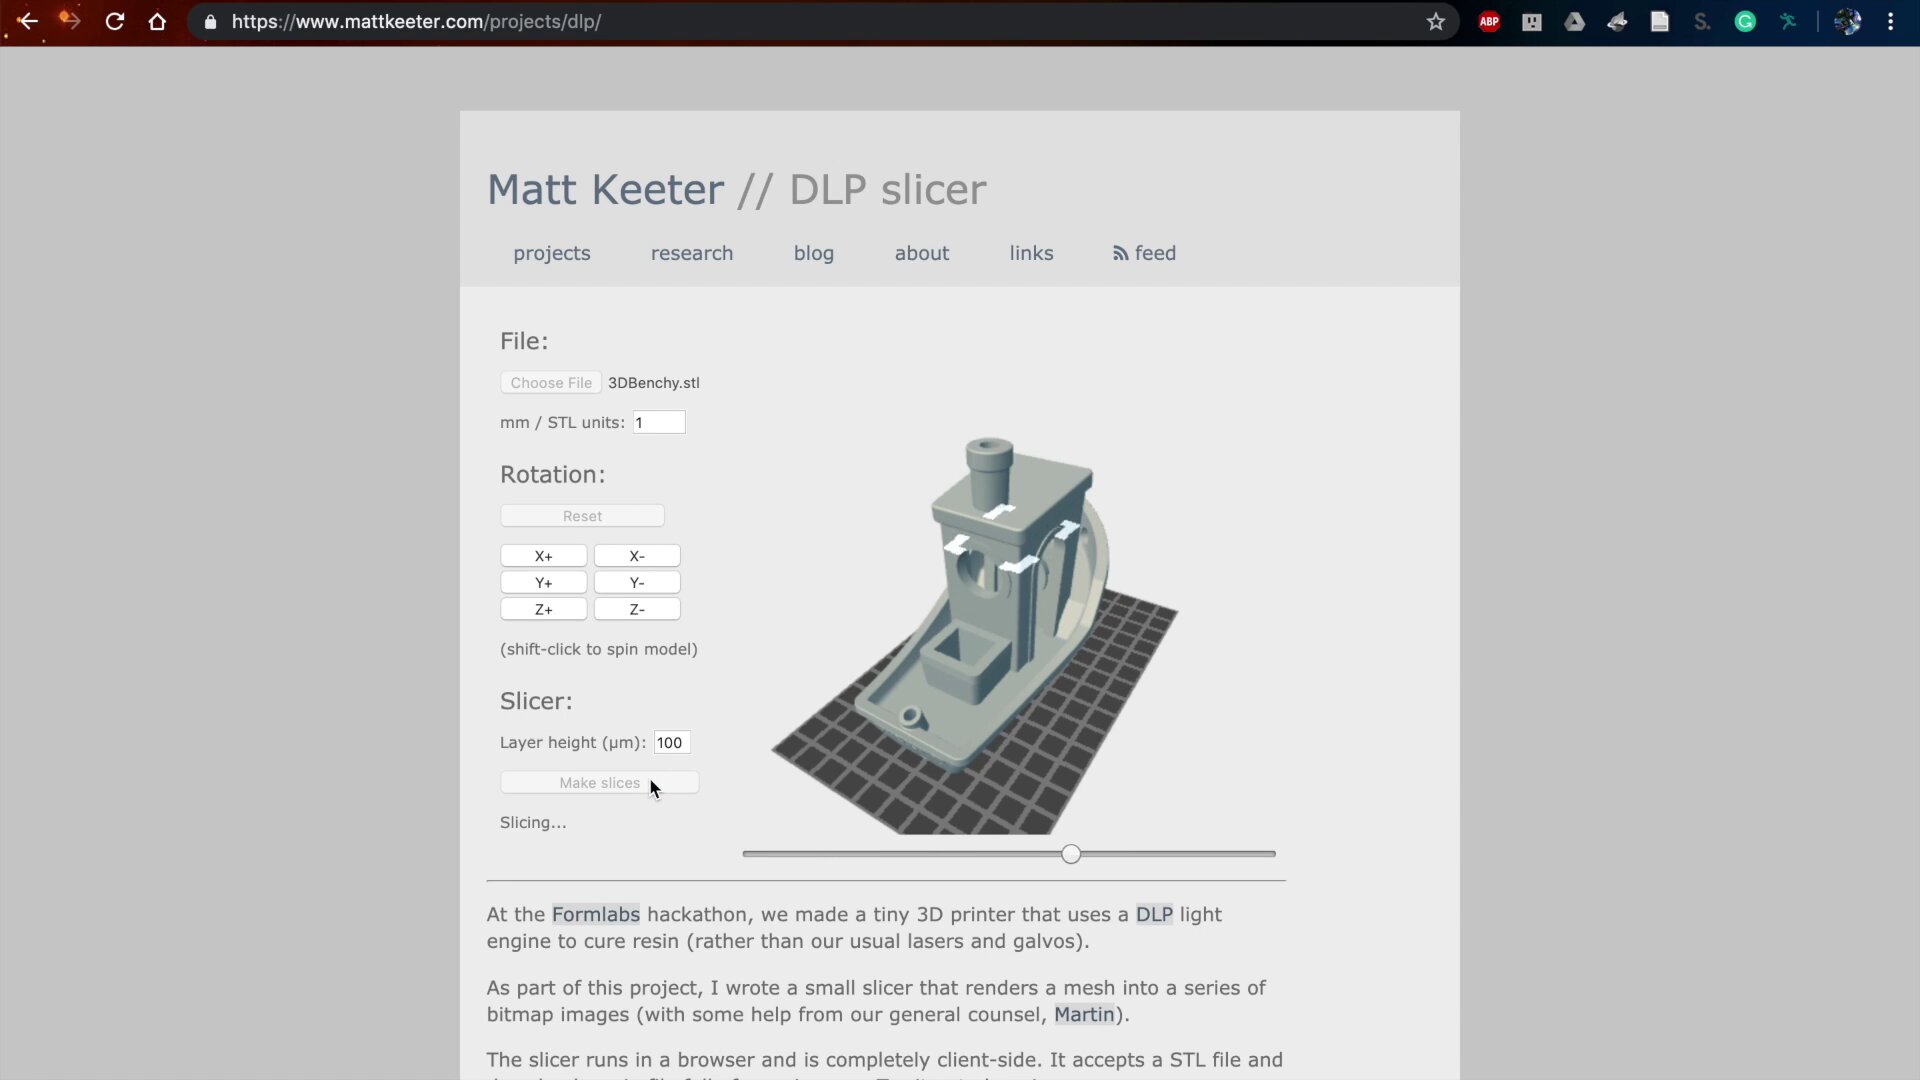 https://www.mattkeeter.com/projects/dlp/
ABP
S.
G
Matt Keeter // DLP slicer
projects research blog about links feed
File:
Choose File 3DBenchy.stl
mm / STL units: 1
Rotation:
Reset
X+ X-
Y+ Y-
Z+ Z-
(shift-click to spin model)
Slicer:
Layer height (μm): 100
Make slices
Slicing...
At the Formlabs hackathon, we made a tiny 3D printer that uses a DLP light
engine to cure resin (rather than our usual lasers and galvos).
As part of this project, I wrote a small slicer that renders a mesh into a series of
bitmap images (with some help from our general counsel, Martin).
The slicer runs in a browser and is completely client-side. It accepts a STL file and